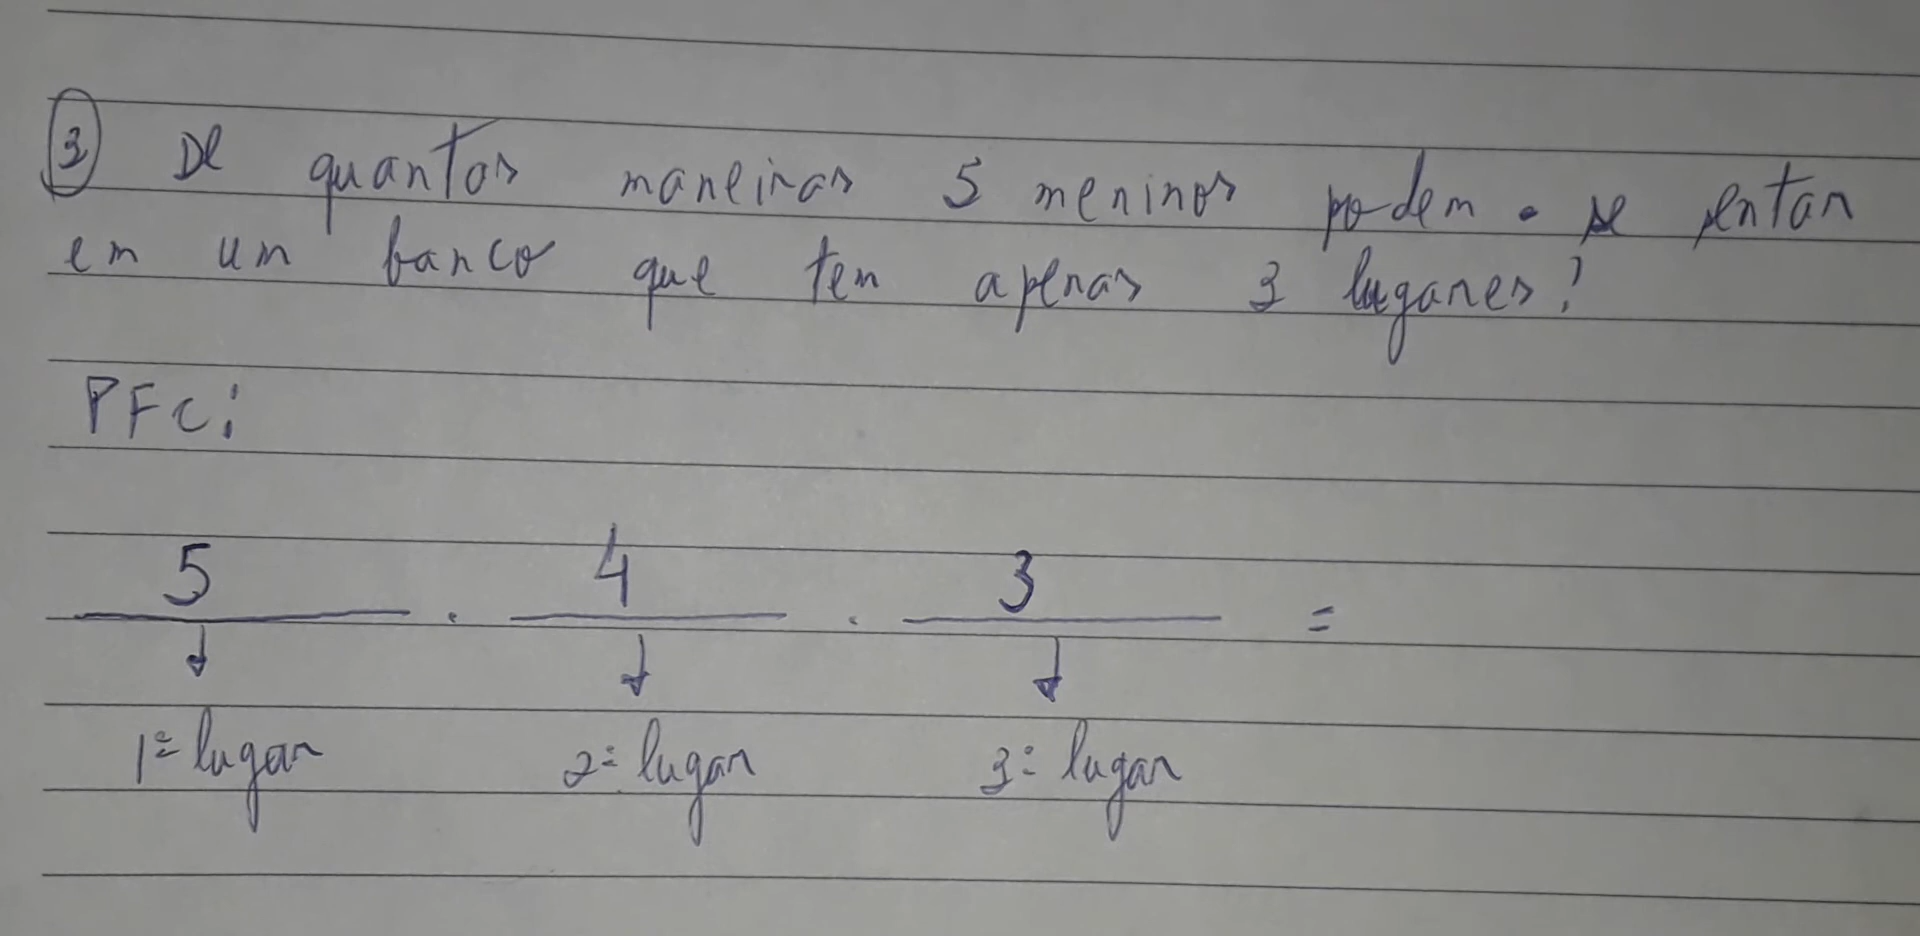 3 De quantas maneiras 5 meninos podem se sentar
em um banco que tem apenas 3 lugares?
PFC:
5 . 4 . 3 =
1º lugar 2º lugar 3º lugar